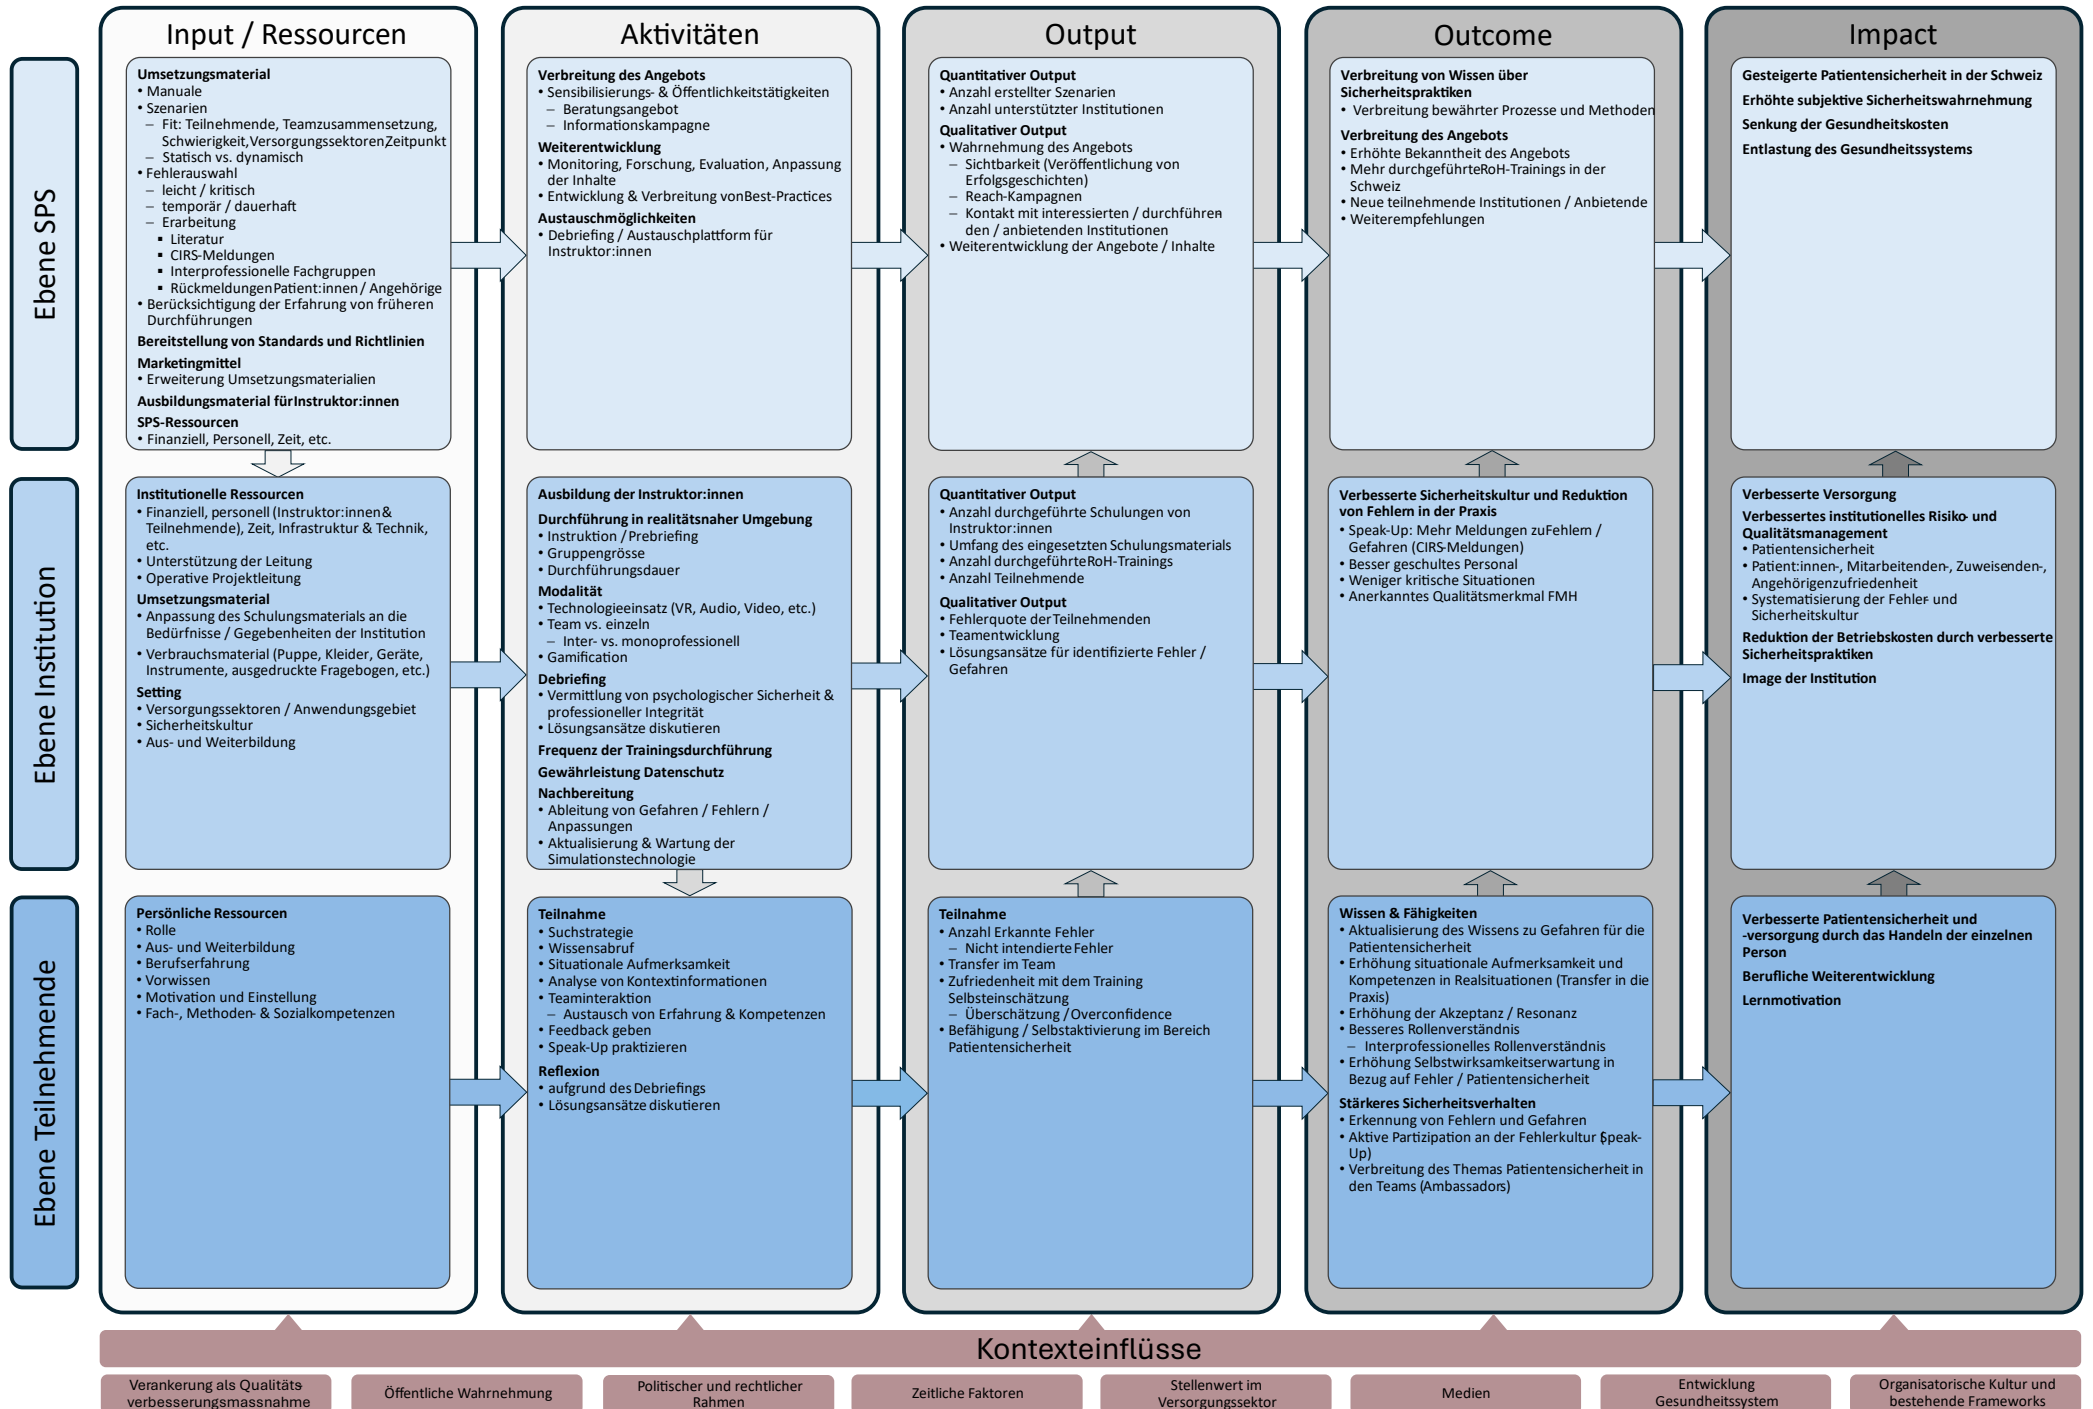 Input / Ressourcen
Aktivitäten
Output
Outcome
Impact
Ebene SPS
Umsetzungsmaterial
• Manuale
• Szenarien
– Fit: Teilnehmende, Teamzusammensetzung,
Schwierigkeit,Versorgungssektoren,Zeitpunkt
– Statisch vs. dynamisch
• Fehlerauswahl
– leicht / kritisch
– temporär / dauerhaft
– Erarbeitung
▪ Literatur
▪ CIRS-Meldungen
▪ Interprofessionelle Fachgruppen
▪ Rückmeldungen Patient:innen / Angehörige
• Berücksichtigung der Erfahrung von früheren
Durchführungen
Bereitstellung von Standards und Richtlinien
Marketingmittel
• Erweiterung Umsetzungsmaterialien
Ausbildungsmaterial für Instruktor:innen
SPS-Ressourcen
• Finanziell, Personell, Zeit, etc.
Verbreitung des Angebots
• Sensibilisierungs- & Öffentlichkeitstätigkeiten
– Beratungsangebot
– Informationskampagne
Weiterentwicklung
• Monitoring, Forschung, Evaluation, Anpassung
der Inhalte
• Entwicklung & Verbreitung von Best-Practices
Austauschmöglichkeiten
• Debriefing / Austauschplattform für
Instruktor:innen
Quantitativer Output
• Anzahl erstellter Szenarien
• Anzahl unterstützter Institutionen
Qualitativer Output
• Wahrnehmung des Angebots
– Sichtbarkeit (Veröffentlichung von
Erfolgsgeschichten)
– Reach-Kampagnen
– Kontakt mit interessierten / durchführen-
den / anbietenden Institutionen
• Weiterentwicklung der Angebote / Inhalte
Verbreitung von Wissen über
Sicherheitspraktiken
• Verbreitung bewährter Prozesse und Methoden
Verbreitung des Angebots
• Erhöhte Bekanntheit des Angebots
• Mehr durchgeführte RoH-Trainings in der
Schweiz
• Neue teilnehmende Institutionen / Anbietende
• Weiterempfehlungen
Gesteigerte Patientensicherheit in der Schweiz
Erhöhte subjektive Sicherheitswahrnehmung
Senkung der Gesundheitskosten
Entlastung des Gesundheitssystems
Ebene Institution
Institutionelle Ressourcen
• Finanziell, personell (Instruktor:innen &
Teilnehmende), Zeit, Infrastruktur & Technik,
etc.
• Unterstützung der Leitung
• Operative Projektleitung
Umsetzungsmaterial
• Anpassung des Schulungsmaterials an die
Bedürfnisse / Gegebenheiten der Institution
• Verbrauchsmaterial (Puppe, Kleider, Geräte,
Instrumente, ausgedruckte Fragebogen, etc.)
Setting
• Versorgungssektoren / Anwendungsgebiet
• Sicherheitskultur
• Aus- und Weiterbildung
Ausbildung der Instruktor:innen
Durchführung in realitätsnaher Umgebung
• Instruktion / Prebriefing
• Gruppengrösse
• Durchführungsdauer
Modalität
• Technologieeinsatz (VR, Audio, Video, etc.)
• Team vs. einzeln
– Inter- vs. monoprofessionell
• Gamification
Debriefing
• Vermittlung von psychologischer Sicherheit &
professioneller Integrität
• Lösungsansätze diskutieren
Frequenz der Trainingsdurchführung
Gewährleistung Datenschutz
Nachbereitung
• Ableitung von Gefahren / Fehlern /
Anpassungen
• Aktualisierung & Wartung der
Simulationstechnologie
Quantitativer Output
• Anzahl durchgeführte Schulungen von
Instruktor:innen
• Umfang des eingesetzten Schulungsmaterials
• Anzahl durchgeführte RoH-Trainings
• Anzahl Teilnehmende
Qualitativer Output
• Fehlerquote der Teilnehmenden
• Teamentwicklung
• Lösungsansätze für identifizierte Fehler /
Gefahren
Verbesserte Sicherheitskultur und Reduktion
von Fehlern in der Praxis
• Speak-Up: Mehr Meldungen zu Fehlern /
Gefahren (CIRS-Meldungen)
• Besser geschultes Personal
• Weniger kritische Situationen
• Anerkanntes Qualitätsmerkmal FMH
Verbesserte Versorgung
Verbessertes institutionelles Risiko- und
Qualitätsmanagement
• Patientensicherheit
• Patient:innen-, Mitarbeitenden-, Zuweisenden-,
Angehörigenzufriedenheit
• Systematisierung der Fehler- und
Sicherheitskultur
Reduktion der Betriebskosten durch verbesserte
Sicherheitspraktiken
Image der Institution
Ebene Teilnehmende
Persönliche Ressourcen
• Rolle
• Aus- und Weiterbildung
• Berufserfahrung
• Vorwissen
• Motivation und Einstellung
• Fach-, Methoden- & Sozialkompetenzen
Teilnahme
• Suchstrategie
• Wissensabruf
• Situationale Aufmerksamkeit
• Analyse von Kontextinformationen
• Teaminteraktion
– Austausch von Erfahrung & Kompetenzen
• Feedback geben
• Speak-Up praktizieren
Reflexion
• aufgrund des Debriefings
• Lösungsansätze diskutieren
Teilnahme
• Anzahl Erkannte Fehler
– Nicht intendierte Fehler
• Transfer im Team
• Zufriedenheit mit dem Training
Selbsteinschätzung
– Überschätzung / Overconfidence
• Befähigung / Selbstaktivierung im Bereich
Patientensicherheit
Wissen & Fähigkeiten
• Aktualisierung des Wissens zu Gefahren für die
Patientensicherheit
• Erhöhung situationale Aufmerksamkeit und
Kompetenzen in Realsituationen (Transfer in die
Praxis)
• Erhöhung der Akzeptanz / Resonanz
• Besseres Rollenverständnis
– Interprofessionelles Rollenverständnis
• Erhöhung Selbstwirksamkeitserwartung in
Bezug auf Fehler / Patientensicherheit
Stärkeres Sicherheitsverhalten
• Erkennung von Fehlern und Gefahren
• Aktive Partizipation an der Fehlerkultur (Speak-
Up)
• Verbreitung des Themas Patientensicherheit in
den Teams (Ambassadors)
Verbesserte Patientensicherheit und
-versorgung durch das Handeln der einzelnen
Person
Berufliche Weiterentwicklung
Lernmotivation
Kontexteinflüsse
Verankerung als Qualitäts-
verbesserungsmassnahme
Öffentliche Wahrnehmung
Politischer und rechtlicher
Rahmen
Zeitliche Faktoren
Stellenwert im
Versorgungssektor
Medien
Entwicklung
Gesundheitssystem
Organisatorische Kultur und
bestehende Frameworks